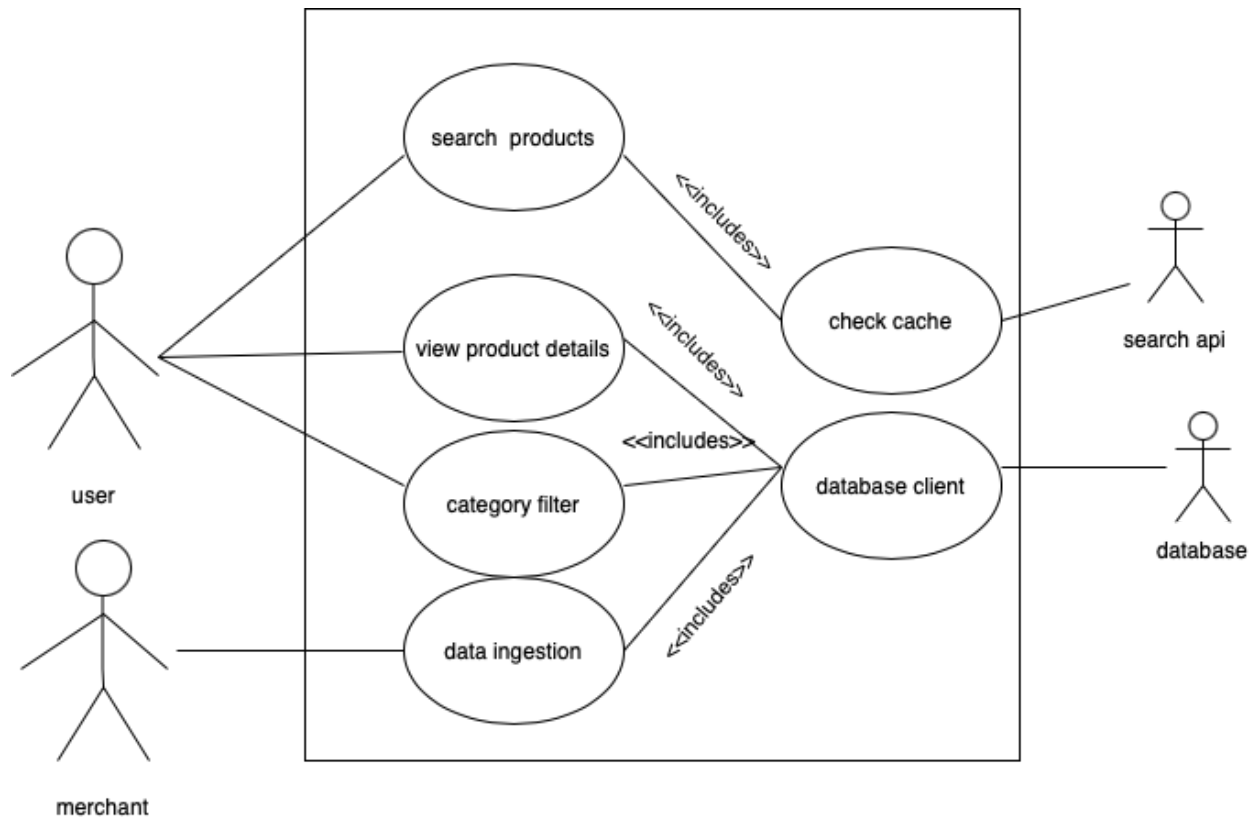 search products
<<includes>>
check cache
search api
view product details
<<includes>>
<<includes>>
category filter
database client
user
database
<<includes>>
data ingestion
merchant